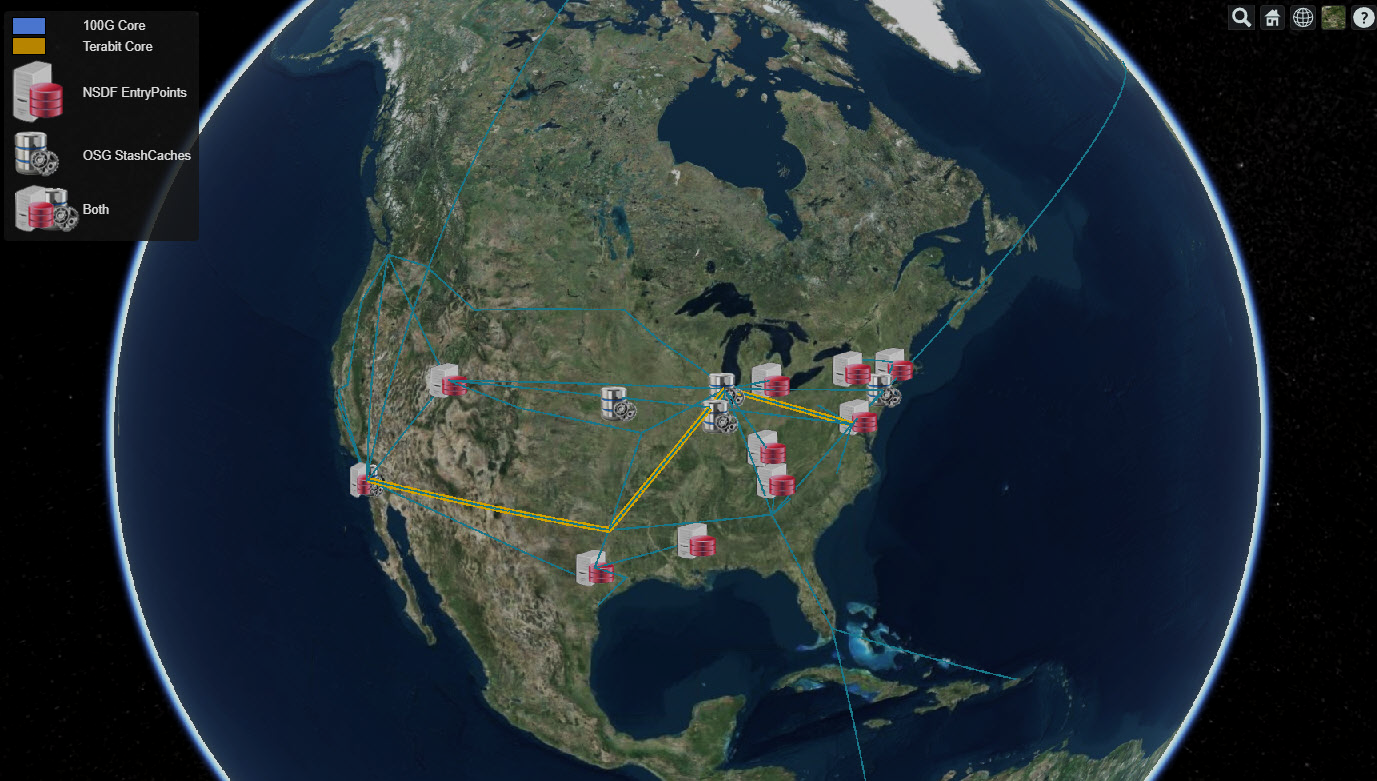 100G Core
Terabit Core
NSDF EntryPoints
OSG StashCaches
Both
?